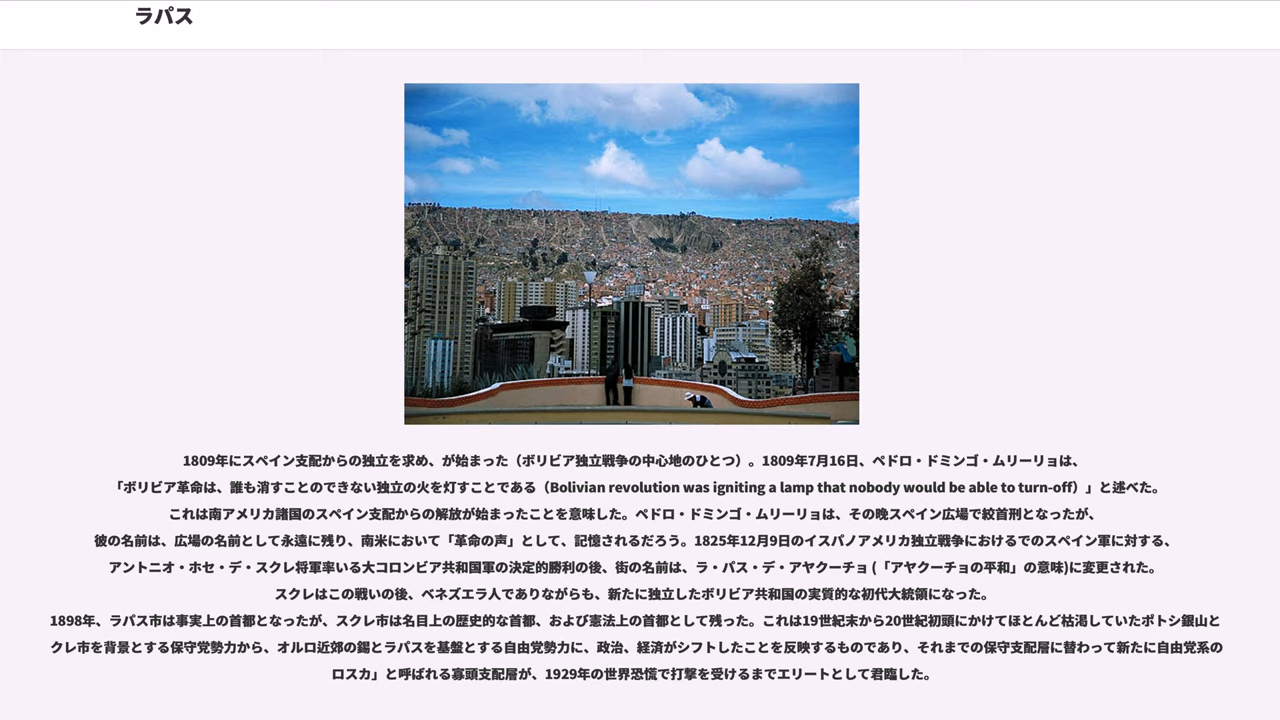 ラパス
1809年にスペイン支配からの独立を求め、が始まった（ボリビア独立戦争の中心地のひとつ）。1809年7月16日、ペドロ・ドミンゴ・ムリーリョは、
「ボリビア革命は、誰も消すことのできない独立の火を灯すことである（Bolivian revolution was igniting a lamp that nobody would be able to turn-off）」と述べた。
これは南アメリカ諸国のスペイン支配からの解放が始まったことを意味した。ペドロ・ドミンゴ・ムリーリョは、その晩スペイン広場で絞首刑となったが、
彼の名前は、広場の名前として永遠に残り、南米において「革命の声」として、記憶されるだろう。1825年12月9日のイスパノアメリカ独立戦争におけるでのスペイン軍に対する、
アントニオ・ホセ・デ・スクレ将軍率いる大コロンビア共和国軍の決定的勝利の後、街の名前は、ラ・パス・デ・アヤクーチョ (「アヤクーチョの平和」の意味)に変更された。
スクレはこの戦いの後、ベネズエラ人でありながらも、新たに独立したボリビア共和国の実質的な初代大統領になった。
1898年、ラパス市は事実上の首都となったが、スクレ市は名目上の歴史的な首都、および憲法上の首都として残った。これは19世紀末から20世紀初頭にかけてほとんど枯渇していたポトシ銀山と
クレ市を背景とする保守党勢力から、オルロ近郊の錫とラパスを基盤とする自由党勢力に、政治、経済がシフトしたことを反映するものであり、それまでの保守支配層に替わって新たに自由党系の
ロスカ」と呼ばれる寡頭支配層が、1929年の世界恐慌で打撃を受けるまでエリートとして君臨した。